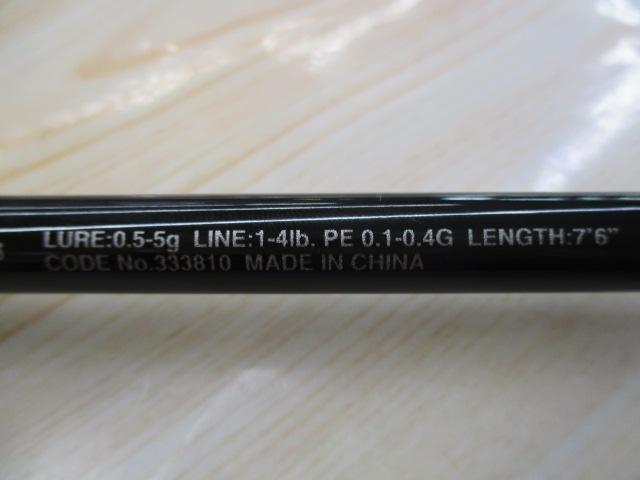 LURE:0.5-5g LINE:1-4lb. PE 0.1-0.4G LENGTH:7'6"
CODE No.333810 MADE IN CHINA